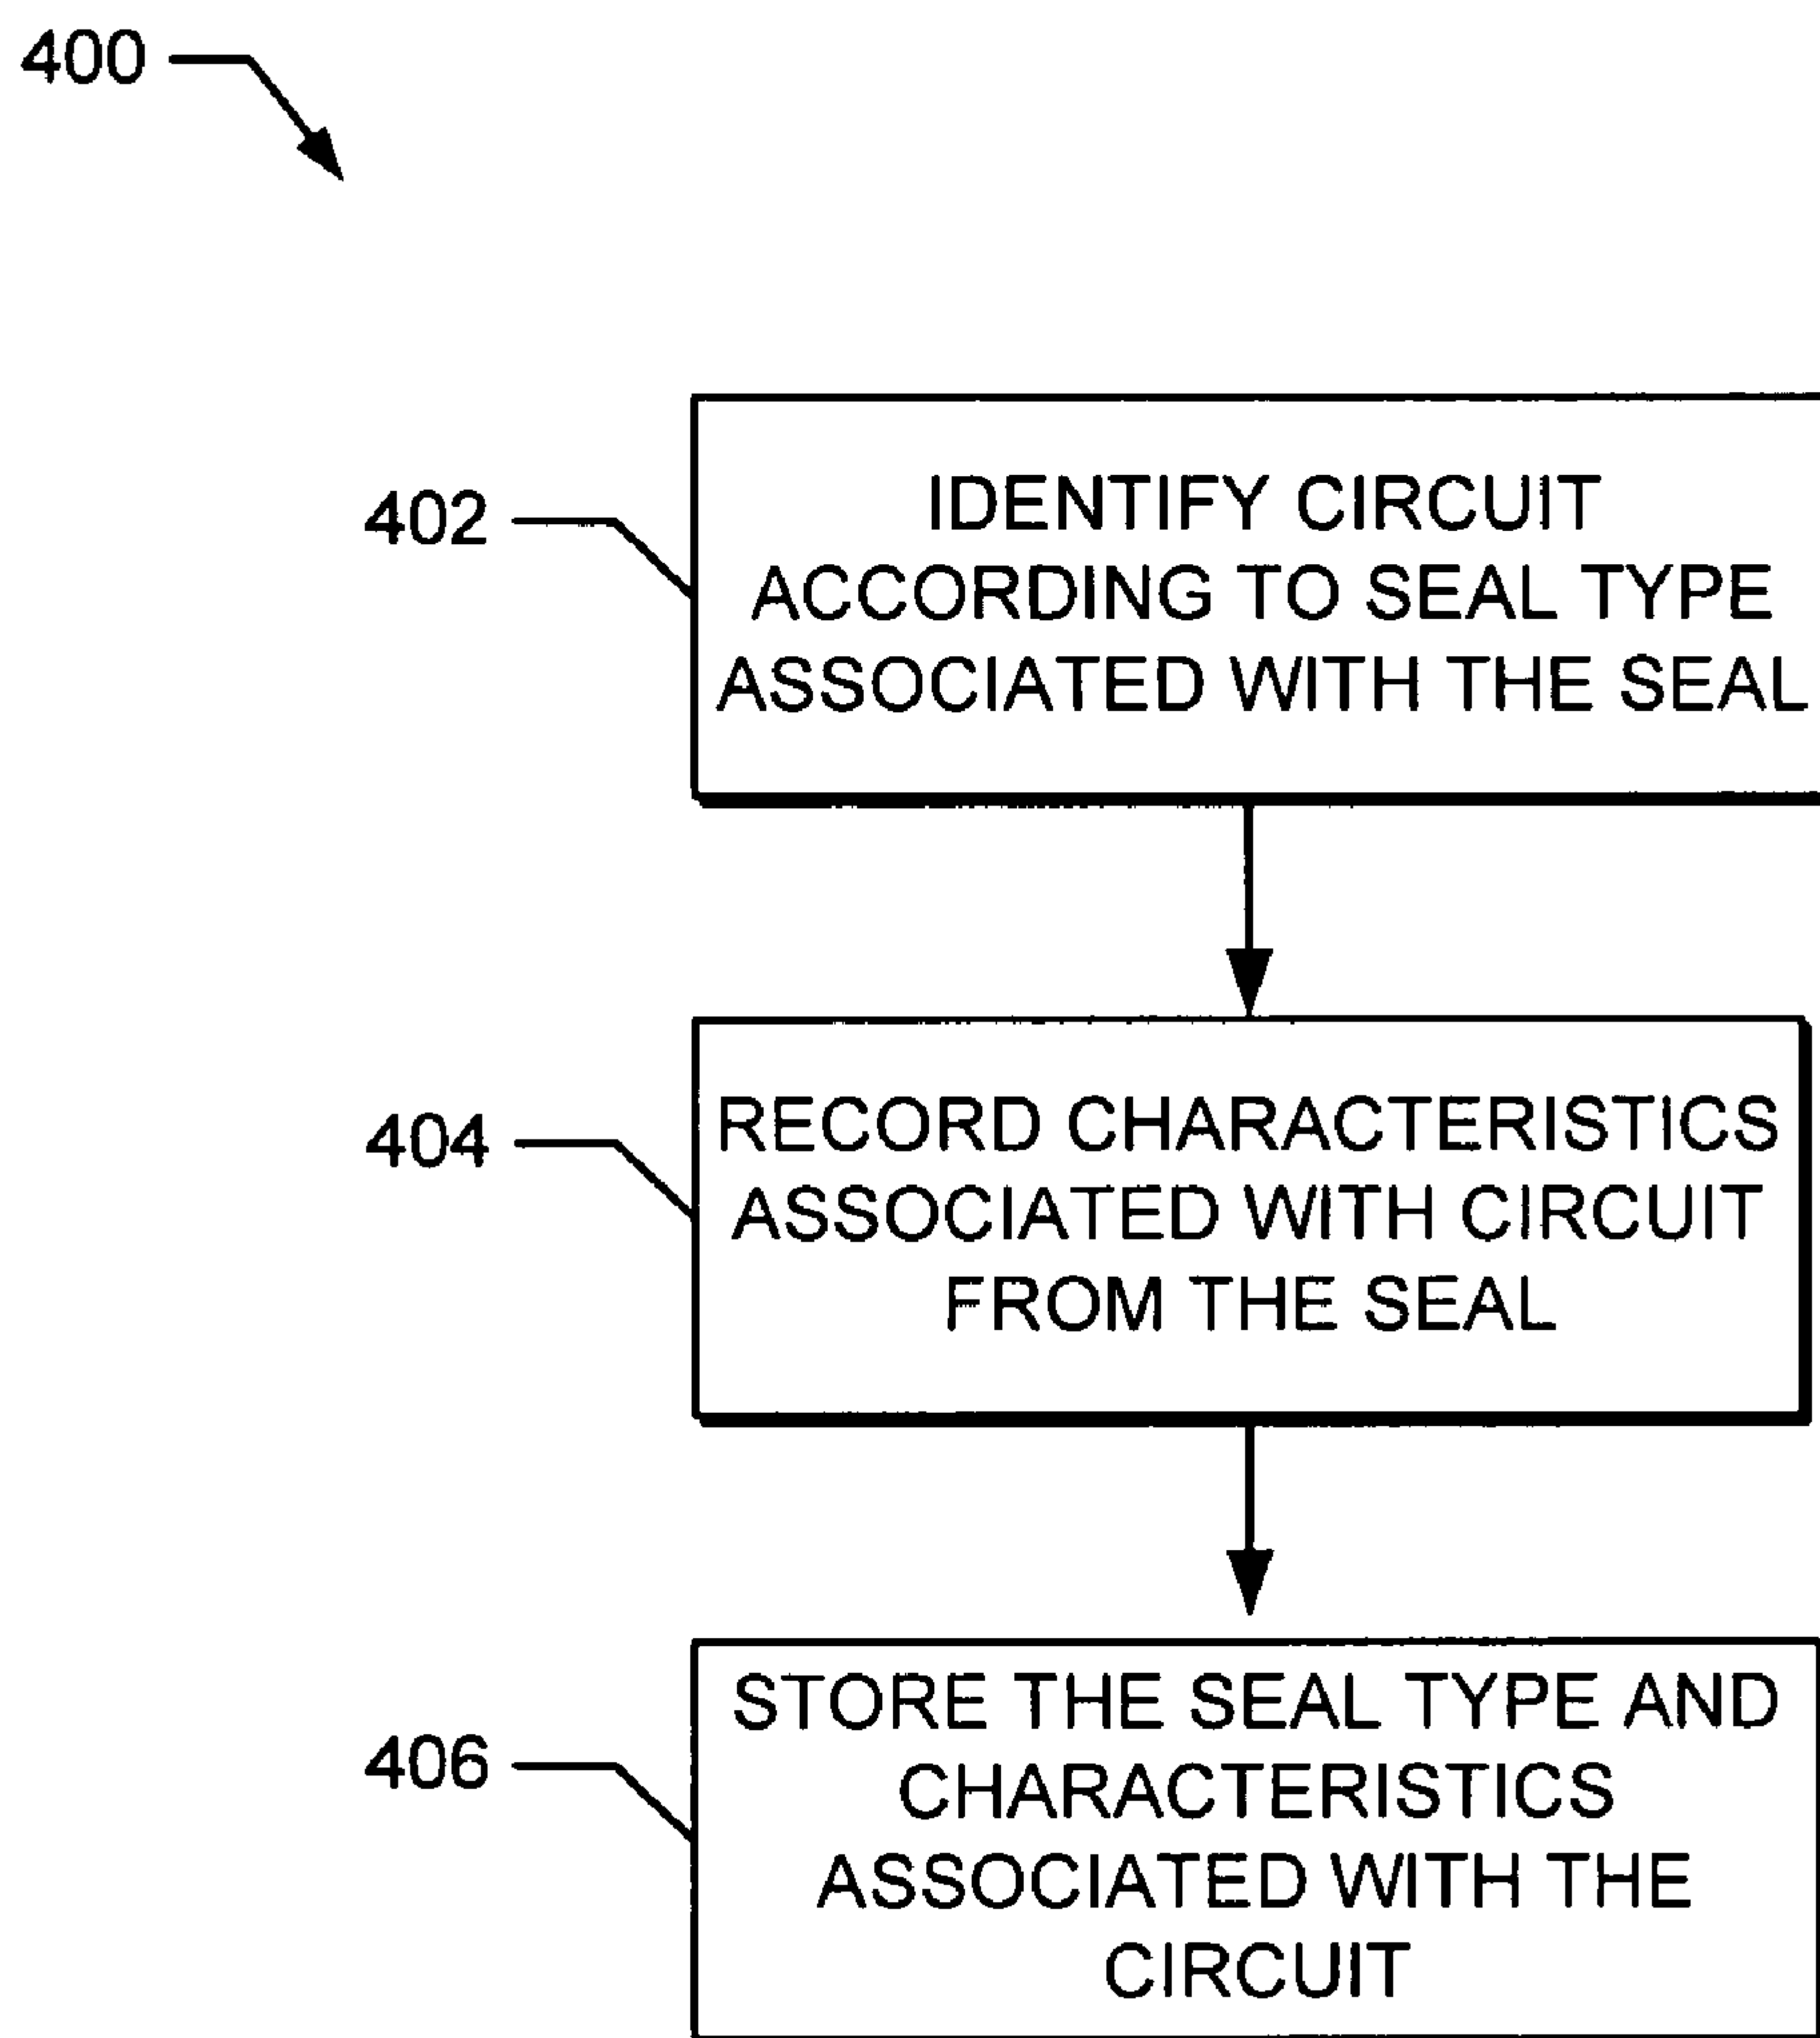 400
402
IDENTIFY CIRCUIT
ACCORDING TO SEAL TYPE
ASSOCIATED WITH THE SEAL
404
RECORD CHARACTERISTICS
ASSOCIATED WITH CIRCUIT
FROM THE SEAL
406
STORE THE SEAL TYPE AND
CHARACTERISTICS
ASSOCIATED WITH THE
CIRCUIT